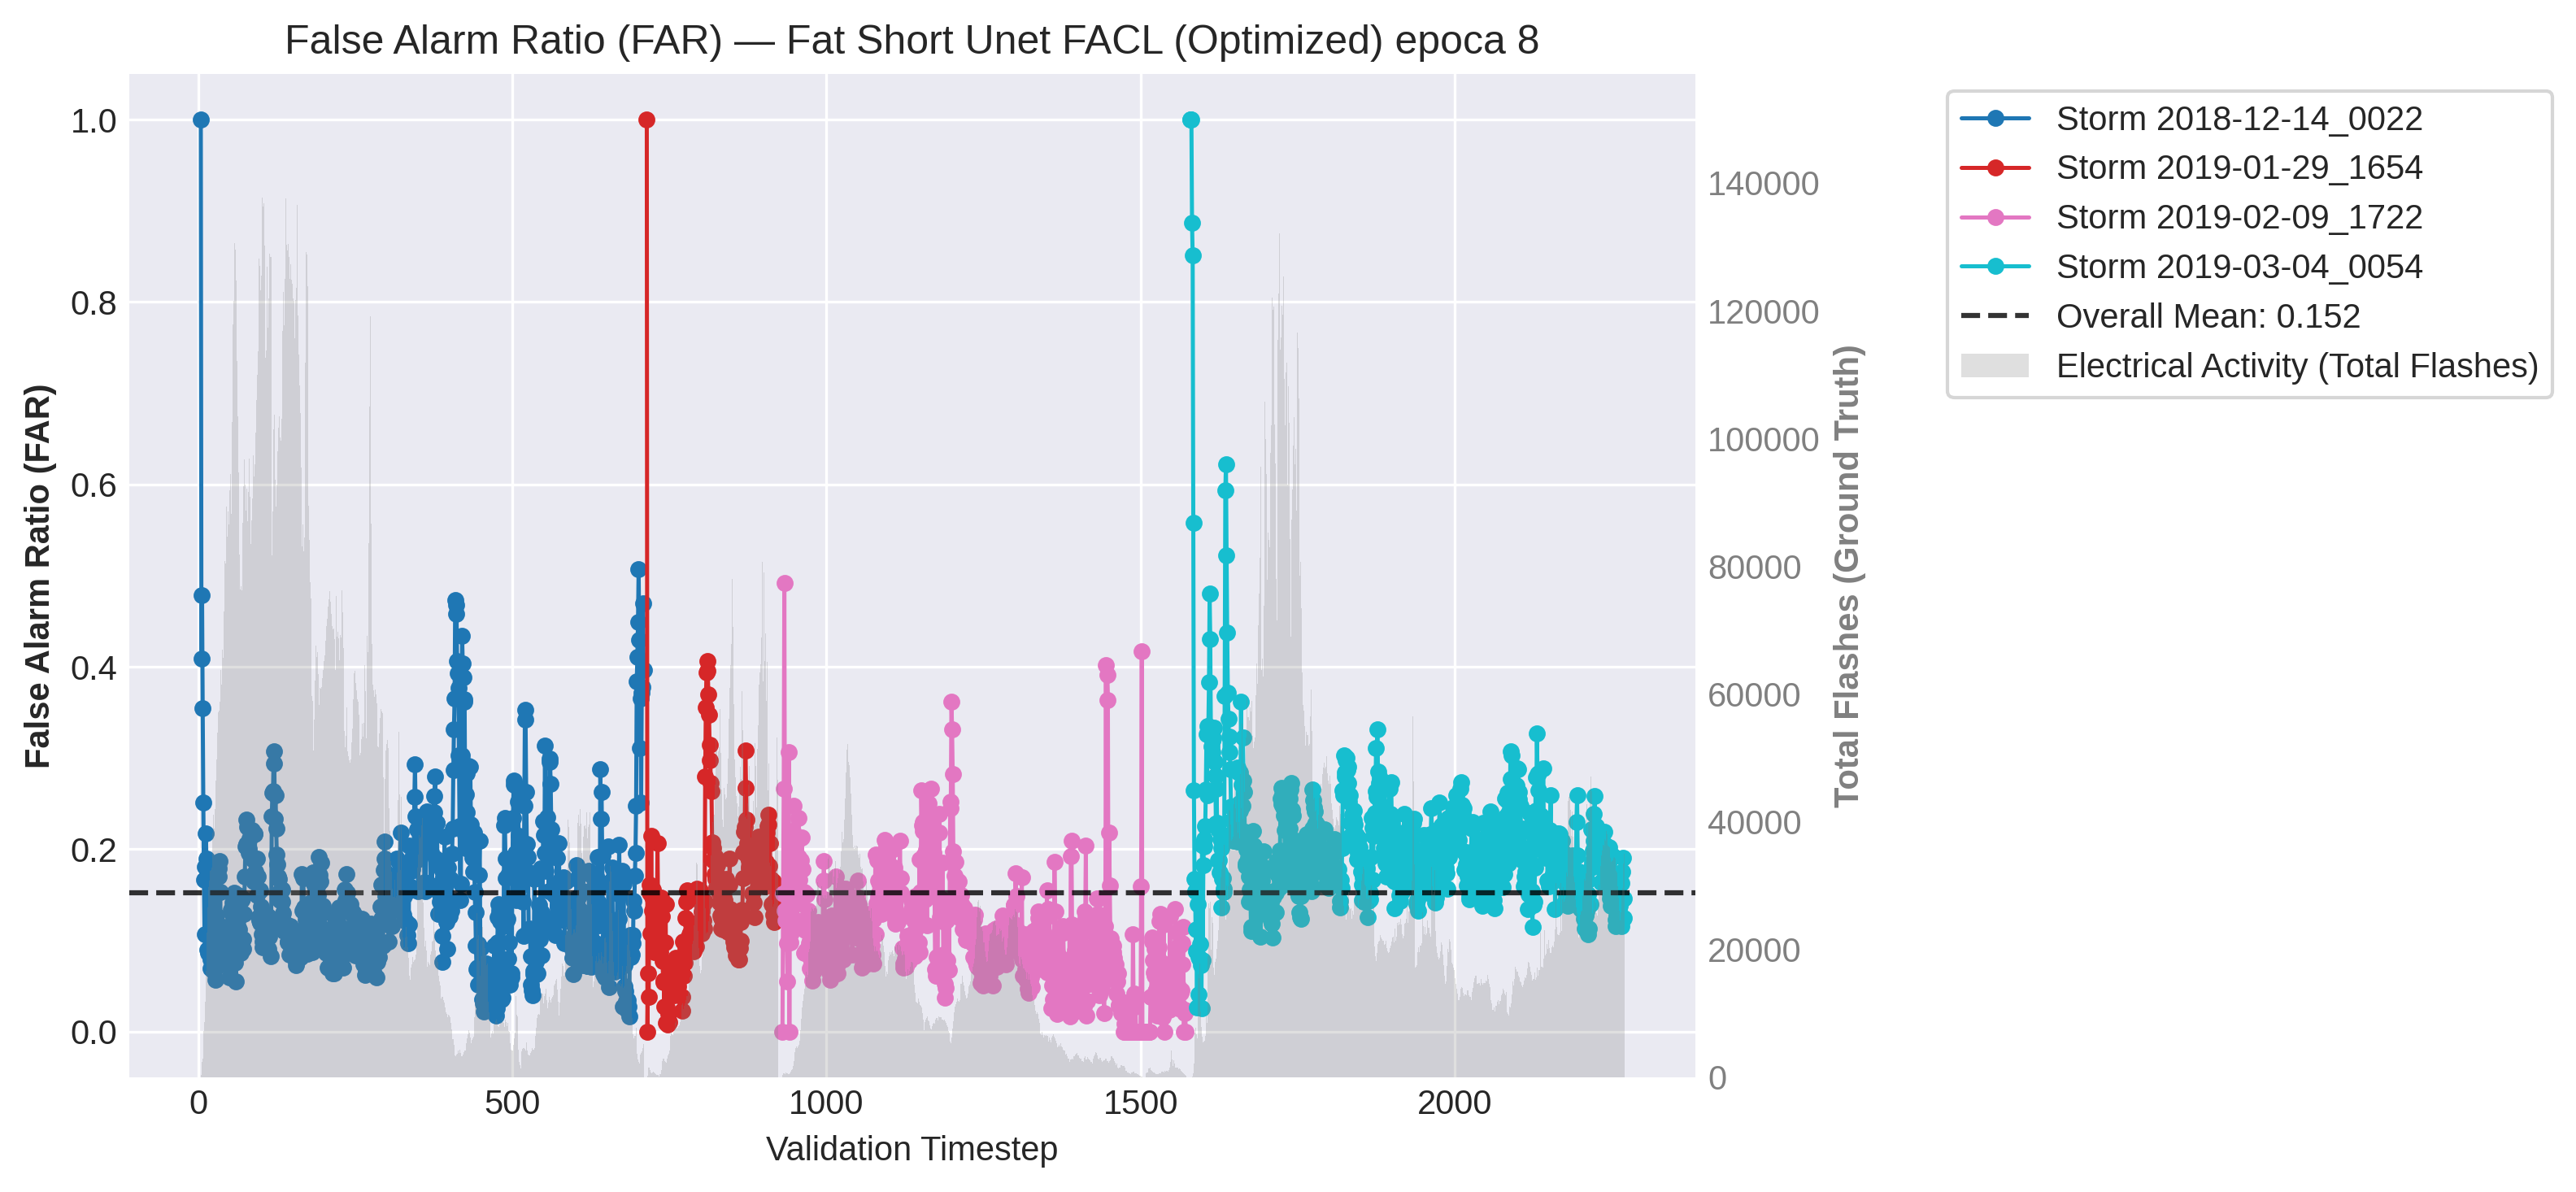 False Alarm Ratio (FAR) — Fat Short Unet FACL (Optimized) epoca 8
False Alarm Ratio (FAR)
1.0
0.8
0.6
0.4
0.2
0.0
0
500
1000
1500
2000
Validation Timestep
140000
120000
100000
80000
60000
40000
20000
0
Total Flashes (Ground Truth)
Storm 2018-12-14_0022
Storm 2019-01-29_1654
Storm 2019-02-09_1722
Storm 2019-03-04_0054
Overall Mean: 0.152
Electrical Activity (Total Flashes)